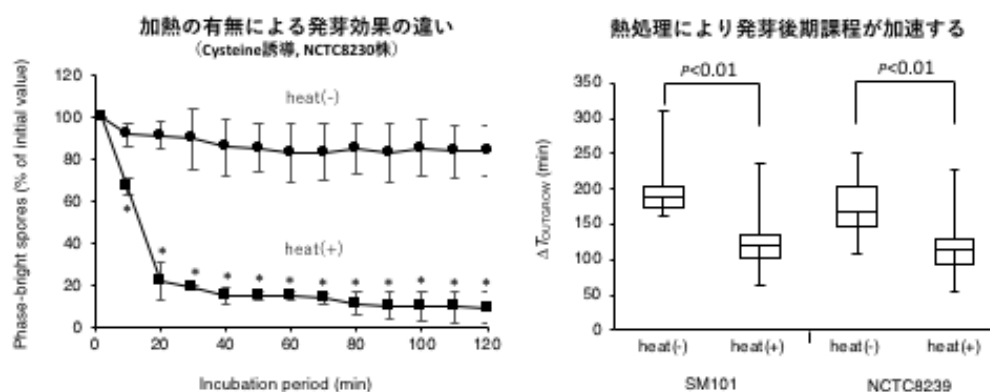 加熱の有無による発芽効果の違い
(Cysteine誘導, NCTC8230株)
120
100
80
60
40
20
0
Phase-bright spores (% of initial value)
heat(-)
heat(+)
* * * * * * * * * * * *
0 20 40 60 80 100 120
Incubation period (min)
熱処理により発芽後期課程が加速する
350
300
250
200
150
100
50
0
ΔTOUTGROW (min)
P<0.01 P<0.01
heat(-) heat(+) heat(-) heat(+)
SM101 NCTC8239